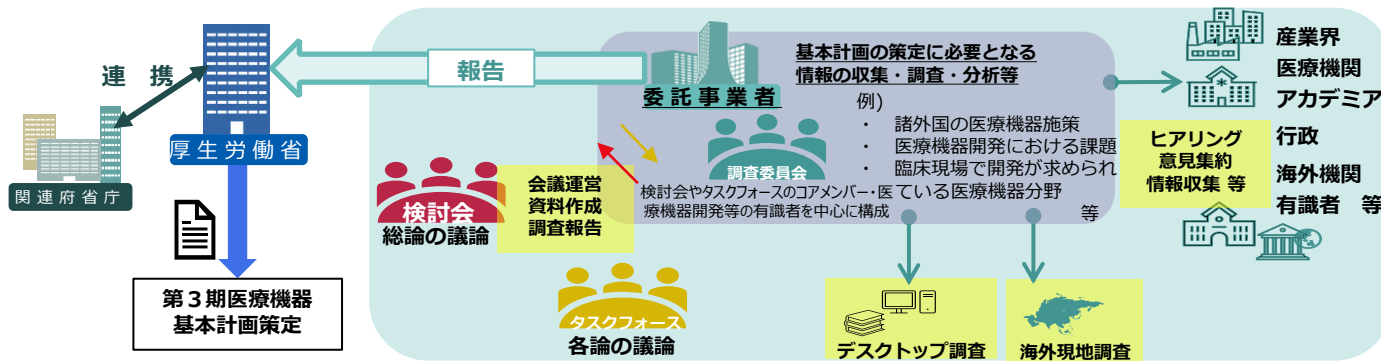 連 携
関連府省庁
厚生労働省
第３期医療機器
基本計画策定
報告
委託事業者
基本計画の策定に必要となる
情報の収集・調査・分析等
例)
・ 諸外国の医療機器施策
・ 医療機器開発における課題
・ 臨床現場で開発が求められ
ている医療機器分野
等
調査委員会
検討会やタスクフォースのコアメンバー・医
療機器開発等の有識者を中心に構成
検討会
総論の議論
会議運営
資料作成
調査報告
タスクフォース
各論の議論
デスクトップ調査
海外現地調査
ヒアリング
意見集約
情報収集 等
産業界
医療機関
アカデミア
行政
海外機関
有識者 等